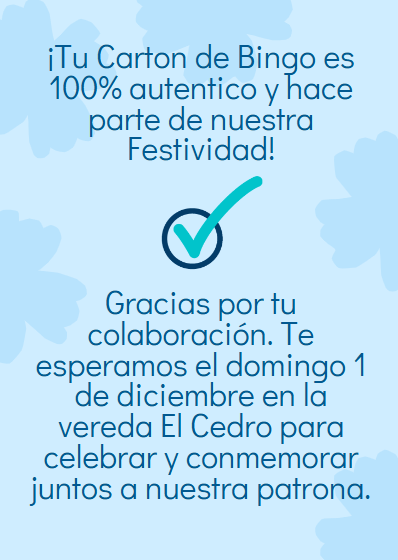 ¡Tu Carton de Bingo es
100% autentico y hace
parte de nuestra
Festividad!
Gracias por tu
colaboración. Te
esperamos el domingo 1
de diciembre en la
vereda El Cedro para
celebrar y conmemorar
juntos a nuestra patrona.